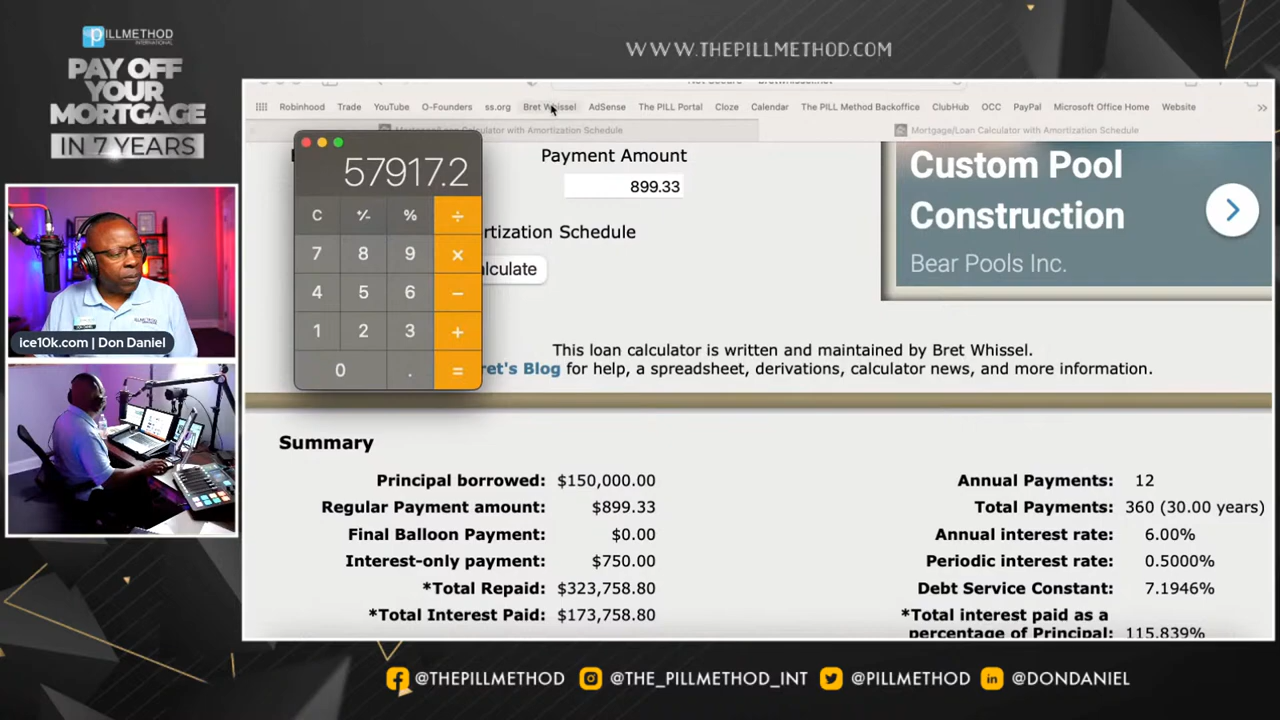 PILLMETHOD
INTERNATIONAL
PAY OFF
YOUR
MORTGAGE
IN 7 YEARS
WWW.THEPILLMETHOD.COM
Robinhood Trade YouTube O-Founders ss.org Bret Whissel AdSense The PILL Portal Cloze Calendar The PILL Method Backoffice ClubHub OCC PayPal Microsoft Office Home Website
Mortgage/Loan Calculator with Amortization Schedule
Mortgage/Loan Calculator with Amortization Schedule
57917.2
C +/- % ÷
7 8 9 ×
4 5 6 −
1 2 3 +
0 . =
Payment Amount
899.33
rtization Schedule
alculate
Custom Pool
Construction
Bear Pools Inc.
This loan calculator is written and maintained by Bret Whissel.
ret's Blog for help, a spreadsheet, derivations, calculator news, and more information.
Summary
Principal borrowed: $150,000.00
Regular Payment amount: $899.33
Final Balloon Payment: $0.00
Interest-only payment: $750.00
*Total Repaid: $323,758.80
*Total Interest Paid: $173,758.80
Annual Payments: 12
Total Payments: 360 (30.00 years)
Annual interest rate: 6.00%
Periodic interest rate: 0.5000%
Debt Service Constant: 7.1946%
*Total interest paid as a
percentage of Principal: 115.839%
ice10k.com | Don Daniel
@THEPILLMETHOD @THE_PILLMETHOD_INT @PILLMETHOD @DONDANIEL